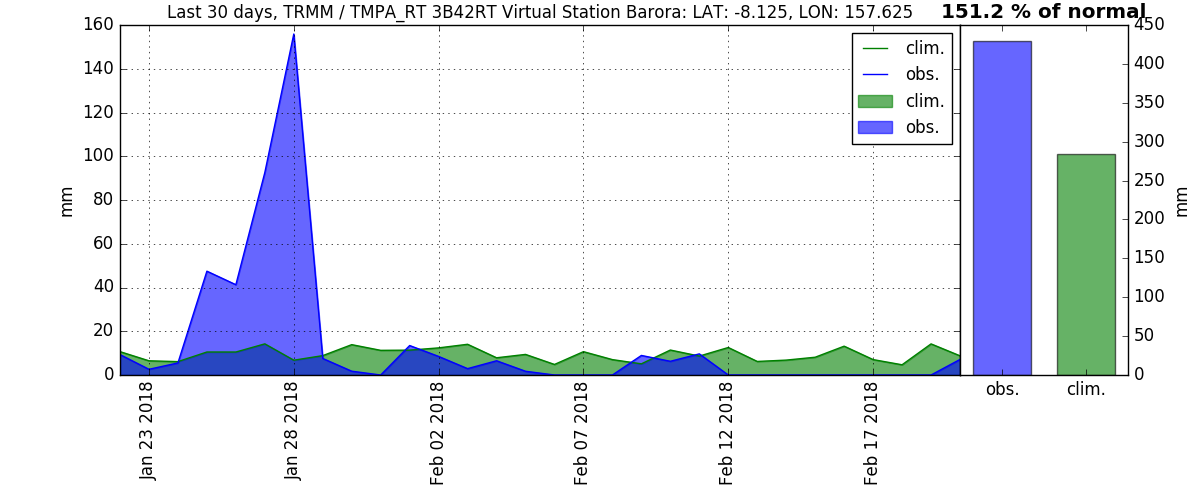 Last 30 days, TRMM / TMPA_RT 3B42RT Virtual Station Barora: LAT: -8.125, LON: 157.625
151.2 % of normal
160
140
120
100
80
60
40
20
0
mm
clim.
obs.
clim.
obs.
Jan 23 2018
Jan 28 2018
Feb 02 2018
Feb 07 2018
Feb 12 2018
Feb 17 2018
450
400
350
300
250
200
150
100
50
0
mm
obs.
clim.